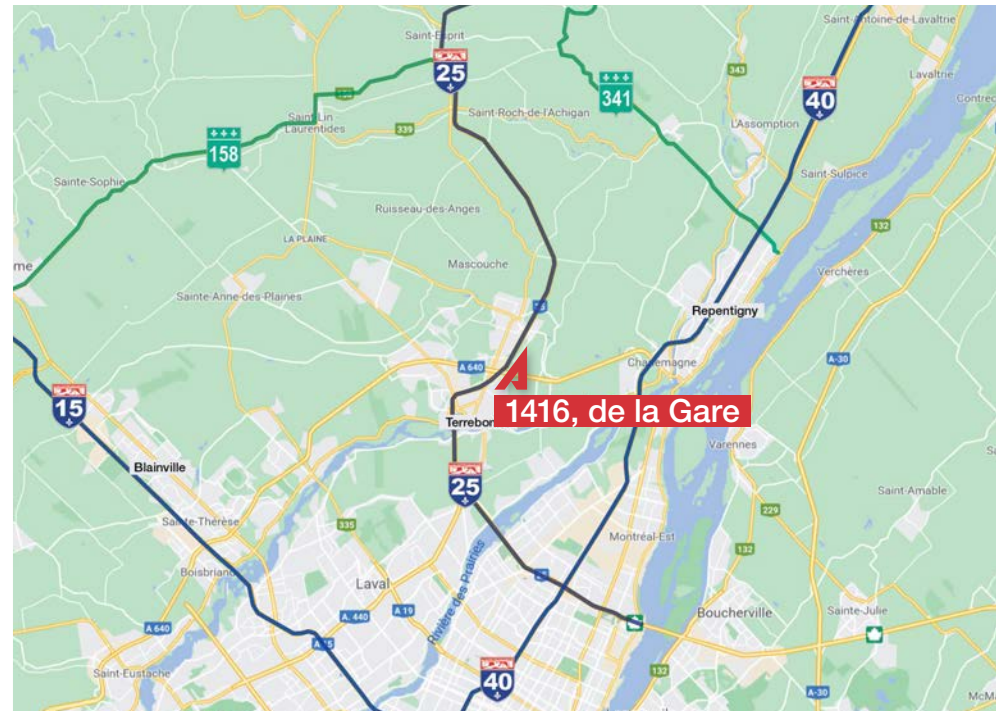 Saint-Antoine-de-Lavaltrie
Saint-Esprit
25
343
Lavaltrie
341
40
Saint-Lin
Laurentides
Saint-Roch-de-l'Achigan
339
L'Assomption
158
Sainte-Sophie
Saint-Sulpice
Ruisseau-des-Anges
132
LA PLAINE
Mascouche
Verchères
Sainte-Anne-des-Plaines
Repentigny
A 640
Charlemagne
A-30
15
1416, de la Gare
Varennes
Blainville
25
Saint-Amable
229
Sainte-Thérèse
335
Montréal-Est
132
Boisbriand
Laval
Rivière des Prairies
A 19
A 440
Boucherville
Sainte-Julie
A 640
A 15
Saint-Eustache
40
132
A-30